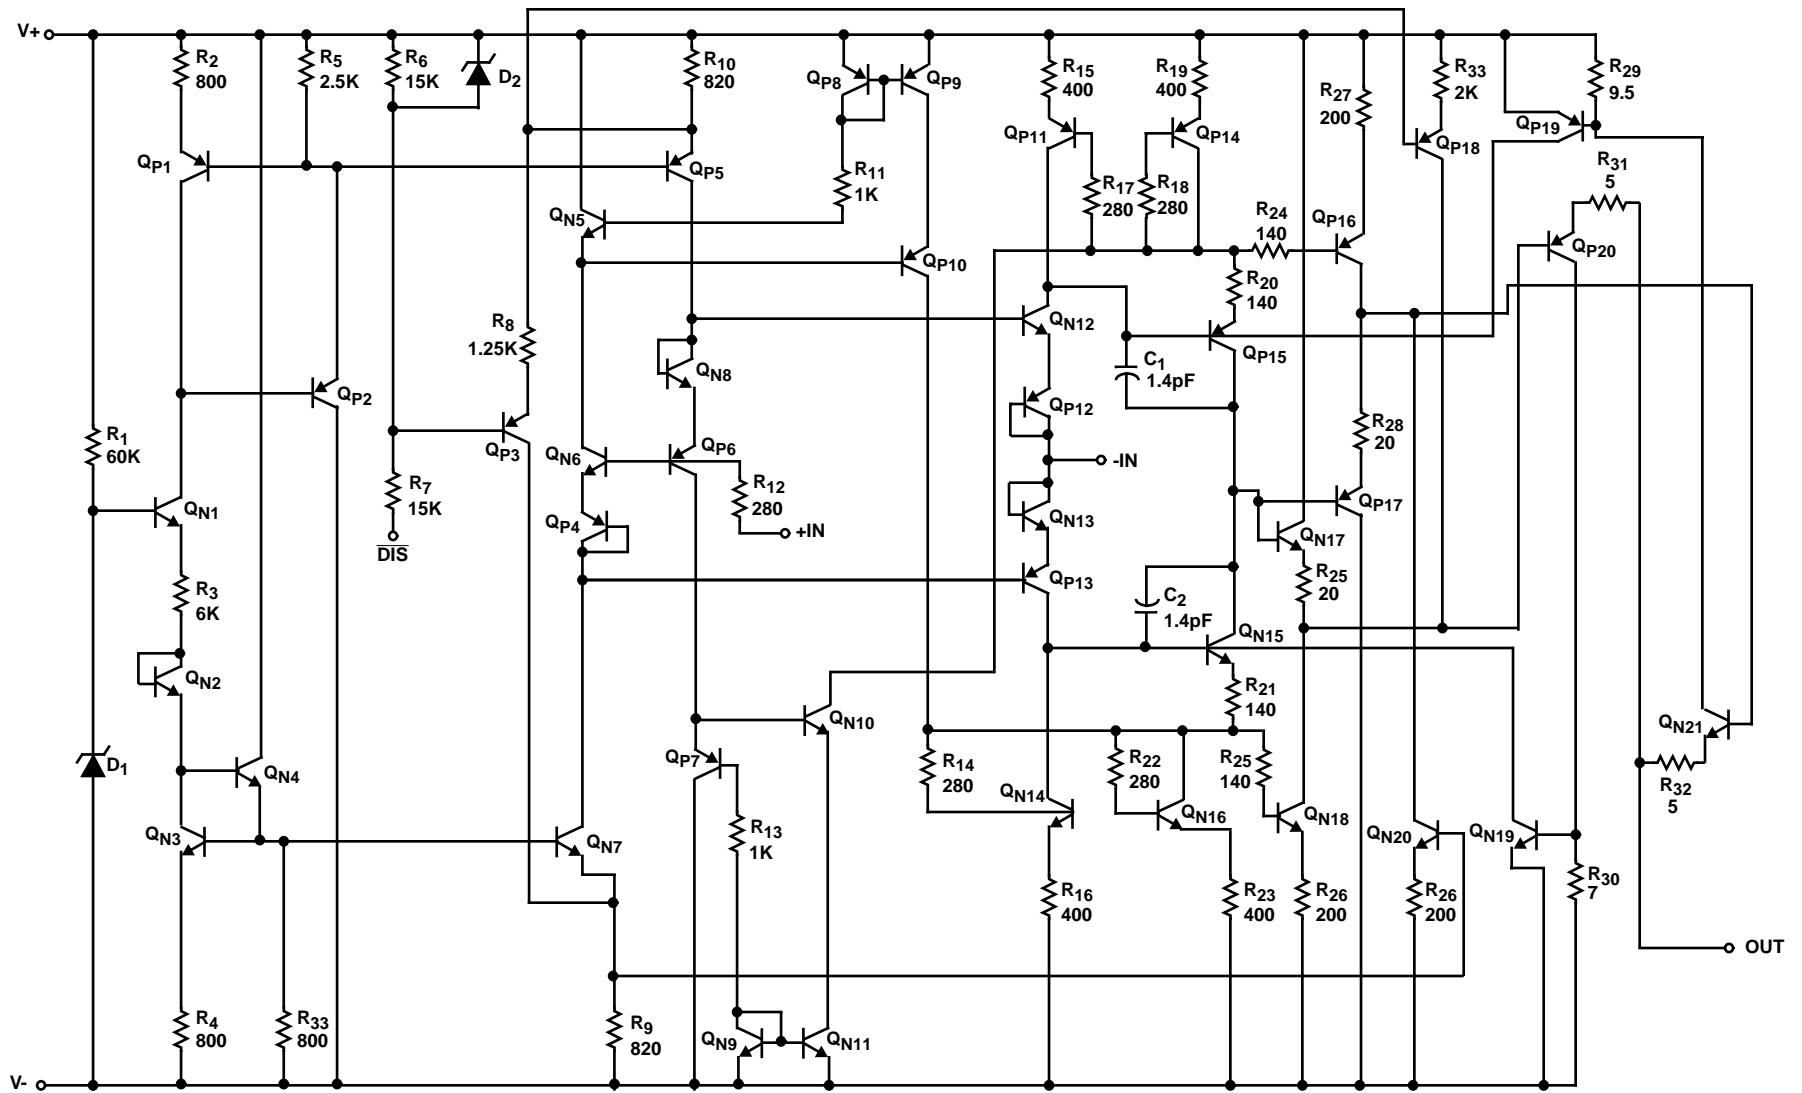 V+
R2
800
R5
2.5K
R6
15K
D2
R10
820
QP8
QP9
R15
400
R19
400
R27
200
R33
2K
R29
9.5
QP1
QP5
QP11
QP14
QP18
QP19
R11
1K
R17
280
R18
280
R31
5
QN5
R24
140
QP16
QP20
QP10
R20
140
R8
1.25K
QN12
QP15
QN8
C1
1.4pF
QP2
QP12
R28
20
R1
60K
QP3
QN6
QP6
-IN
R7
15K
R12
280
QP17
QN1
QP4
+IN
QN13
QN17
DIS
R3
6K
QP13
R25
20
C2
1.4pF
QN15
QN2
R21
140
QN10
QN21
D1
QN4
QP7
R14
280
R22
280
R25
140
R32
5
QN14
QN16
QN18
QN3
QN7
R13
1K
QN20
QN19
R16
400
R23
400
R26
200
R26
200
R30
7
OUT
R4
800
R33
800
R9
820
QN9
QN11
V-